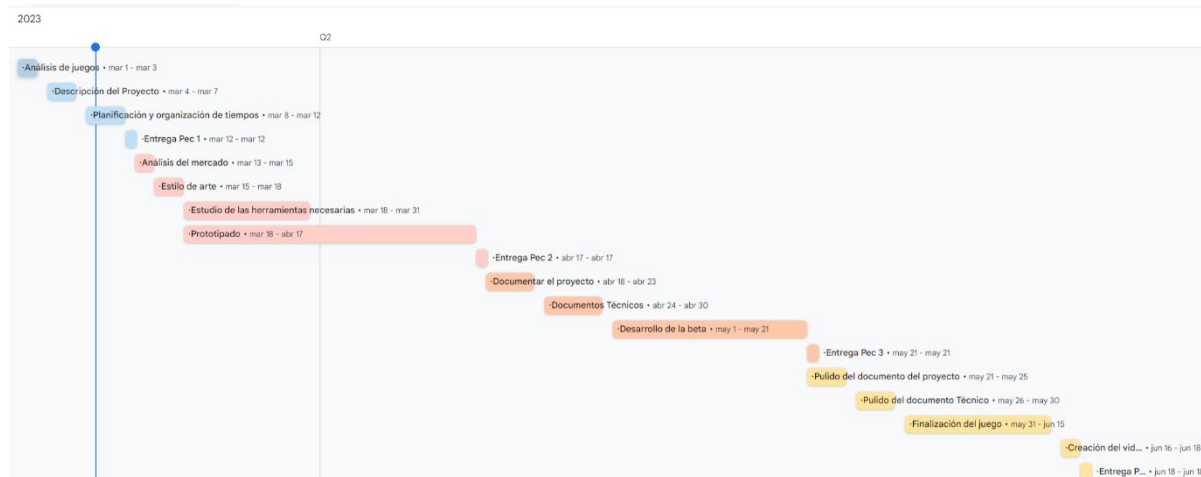 2023
Q2
-Análisis de juegos • mar 1 - mar 3
-Descripción del Proyecto • mar 4 - mar 7
-Planificación y organización de tiempos • mar 8 - mar 12
-Entrega Pec 1 • mar 12 - mar 12
-Análisis del mercado • mar 13 - mar 15
-Estilo de arte • mar 15 - mar 18
-Estudio de las herramientas necesarias • mar 18 - mar 31
-Prototipado • mar 18 - abr 17
-Entrega Pec 2 • abr 17 - abr 17
-Documentar el proyecto • abr 18 - abr 23
-Documentos Técnicos • abr 24 - abr 30
-Desarrollo de la beta • may 1 - may 21
-Entrega Pec 3 • may 21 - may 21
-Pulido del documento del proyecto • may 21 - may 25
-Pulido del documento Técnico • may 26 - may 30
-Finalización del juego • may 31 - jun 15
-Creación del vid... • jun 16 - jun 18
-Entrega P... • jun 18 - jun 18